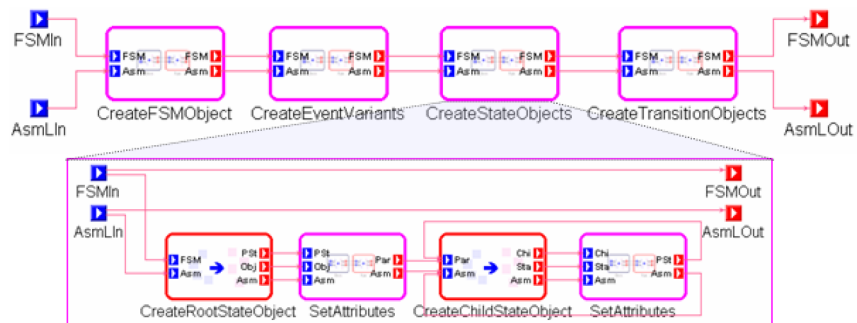 FSMIn FSM Asm FSM Asm FSM Asm FSM Asm FSM Asm FSM Asm FSM Asm FSM Asm FSMOut
AsmLIn CreateFSMObject CreateEventVariants CreateStateObjects CreateTransitionObjects AsmLOut
FSMIn FSMOut
AsmLIn AsmLOut
FSM PSt PSt Par Par Chi Chi PSt
Obj Obj Sta Sta
Asm Asm Asm Asm Asm Asm Asm Asm
CreateRootStateObject SetAttributes CreateChildStateObject SetAttributes